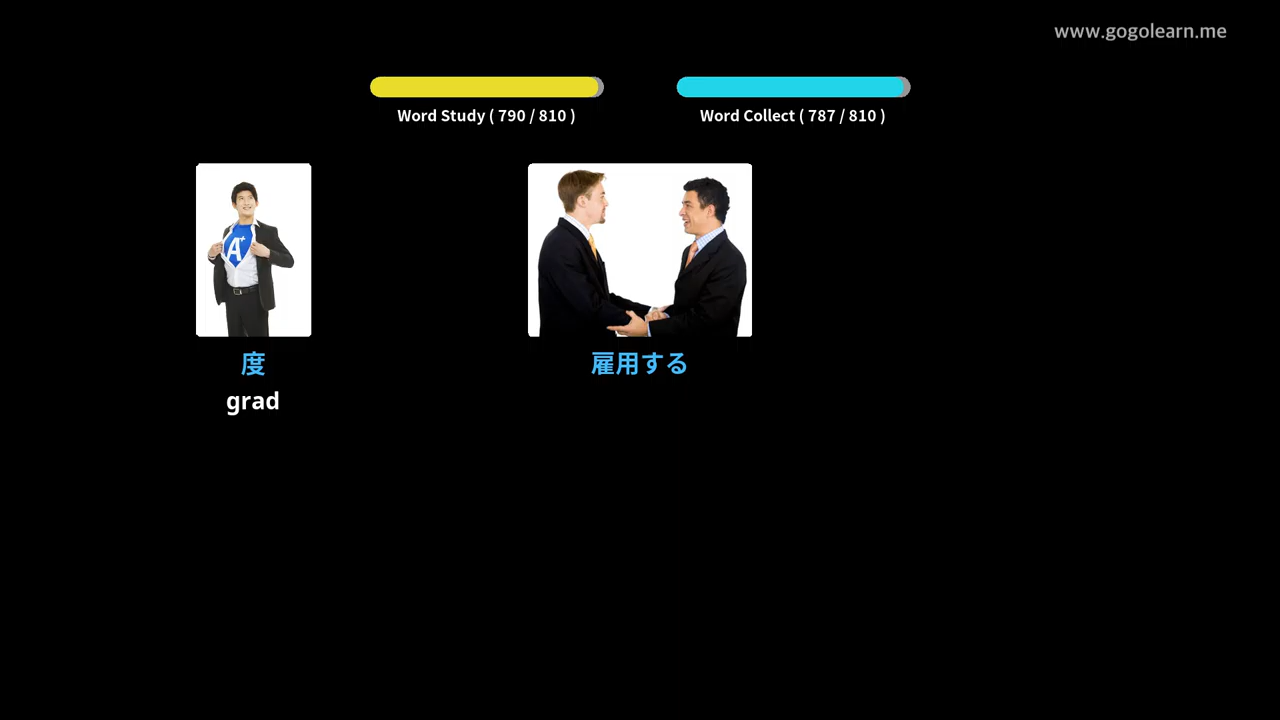 www.gogolearn.me
Word Study ( 790 / 810 )
Word Collect ( 787 / 810 )
A+
度
grad
雇用する